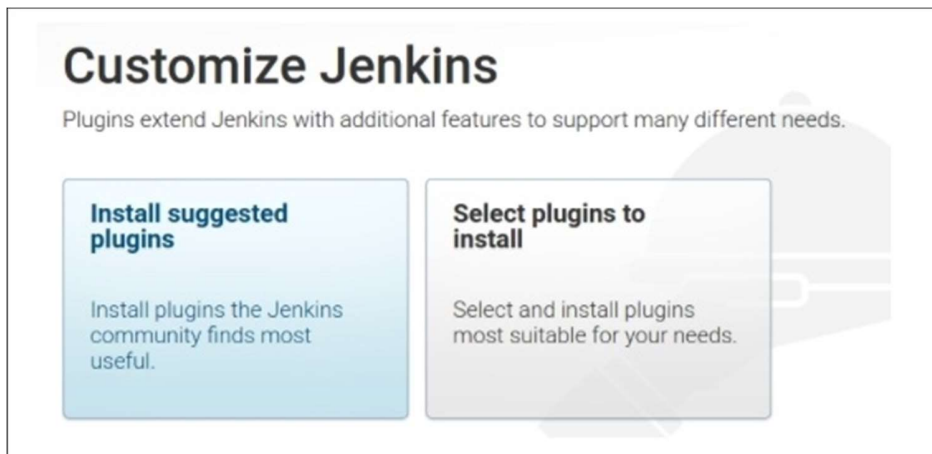 Customize Jenkins
Plugins extend Jenkins with additional features to support many different needs.
Install suggested
plugins
Install plugins the Jenkins
community finds most
useful.
Select plugins to
install
Select and install plugins
most suitable for your needs.